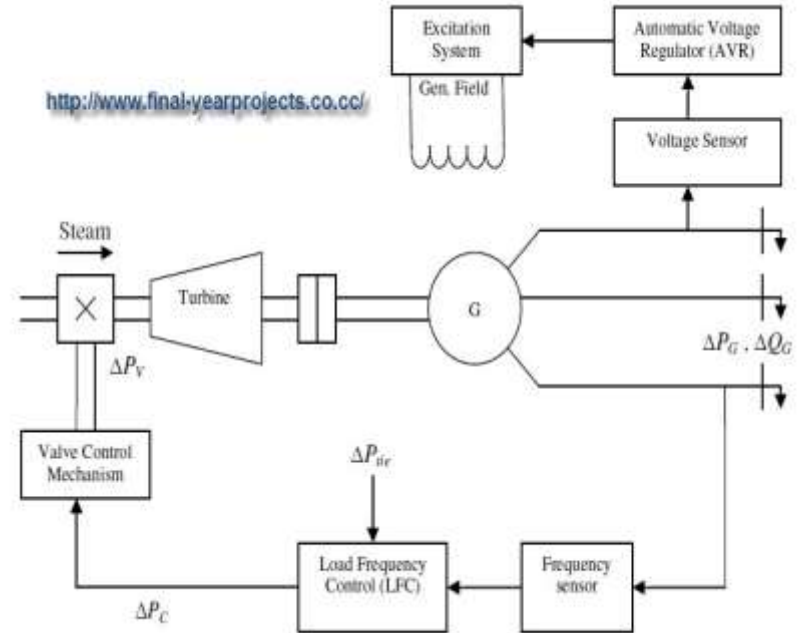 Excitation
System
Automatic Voltage
Regulator (AVR)
Gen. Field
http://www.final-yearprojects.co.cc/
Voltage Sensor
Steam
Turbine
G
ΔP_G , ΔQ_G
ΔP_V
Valve Control
Mechanism
ΔP_tie
Load Frequency
Control (LFC)
Frequency
sensor
ΔP_C